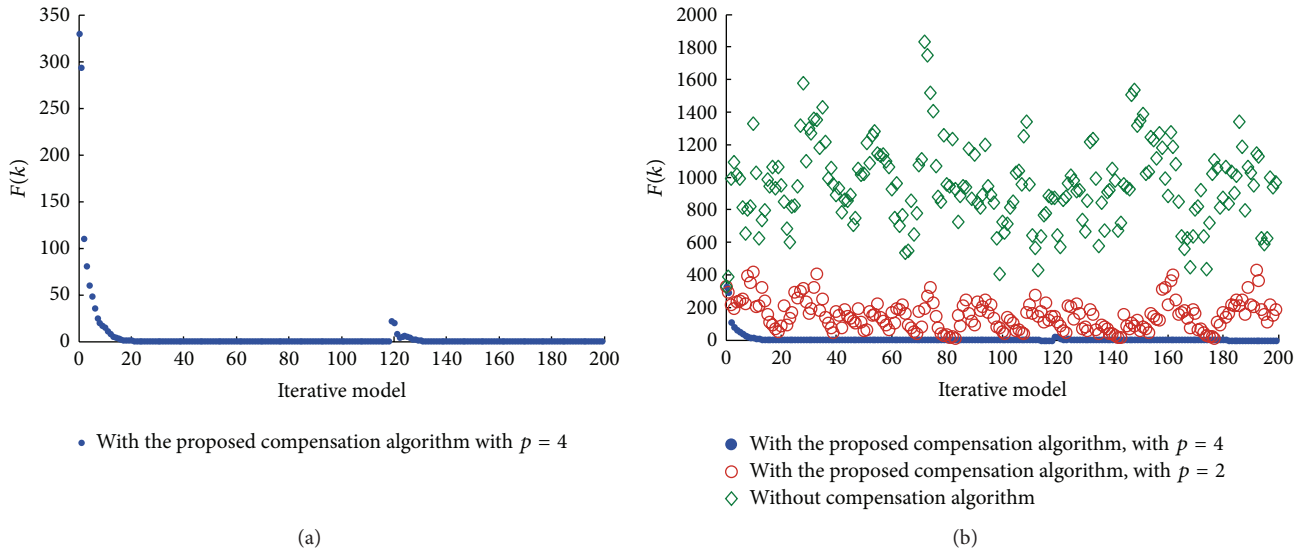 350
300
250
200
150
100
50
0
F(k)
0 20 40 60 80 100 120 140 160 180 200
Iterative model
With the proposed compensation algorithm with p = 4
(a)
2000
1800
1600
1400
1200
1000
800
600
400
200
0
F(k)
0 20 40 60 80 100 120 140 160 180 200
Iterative model
With the proposed compensation algorithm, with p = 4
With the proposed compensation algorithm, with p = 2
Without compensation algorithm
(b)